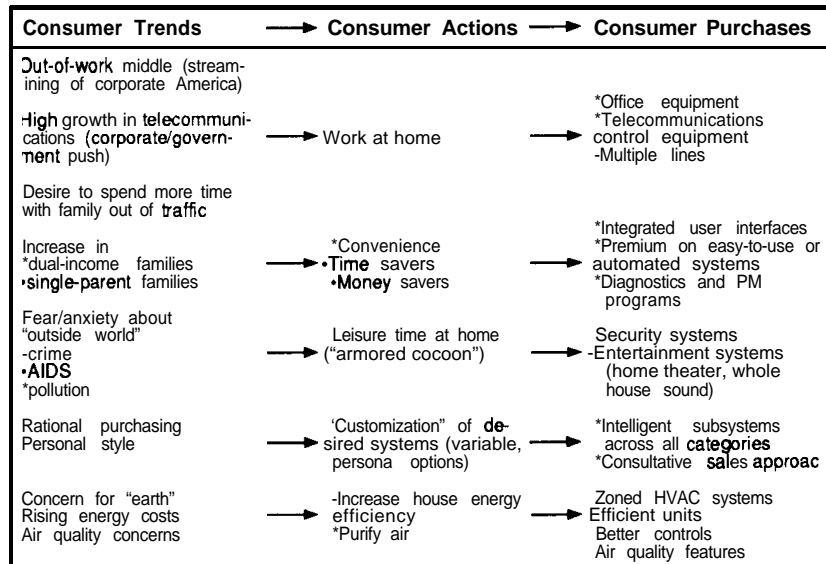 Consumer Trends → Consumer Actions → Consumer Purchases
Out-of-work middle (stream-
ining of corporate America)
High growth in telecommuni-
cations (corporate/govern-
ment push)
Desire to spend more time
with family out of traffic
→ Work at home
→
*Office equipment
*Telecommunications
control equipment
-Multiple lines
Increase in
*dual-income families
•single-parent families
→
*Convenience
•Time savers
•Money savers
→
*Integrated user interfaces
*Premium on easy-to-use or
automated systems
*Diagnostics and PM
programs
Fear/anxiety about
"outside world"
-crime
•AIDS
*pollution
→
Leisure time at home
("armored cocoon")
→
Security systems
-Entertainment systems
(home theater, whole
house sound)
Rational purchasing
Personal style
→
'Customization" of de-
sired systems (variable,
persona options)
→
*Intelligent subsystems
across all categories
*Consultative sales approac
Concern for "earth"
Rising energy costs
Air quality concerns
→
-Increase house energy
efficiency
*Purify air
→
Zoned HVAC systems
Efficient units
Better controls
Air quality features